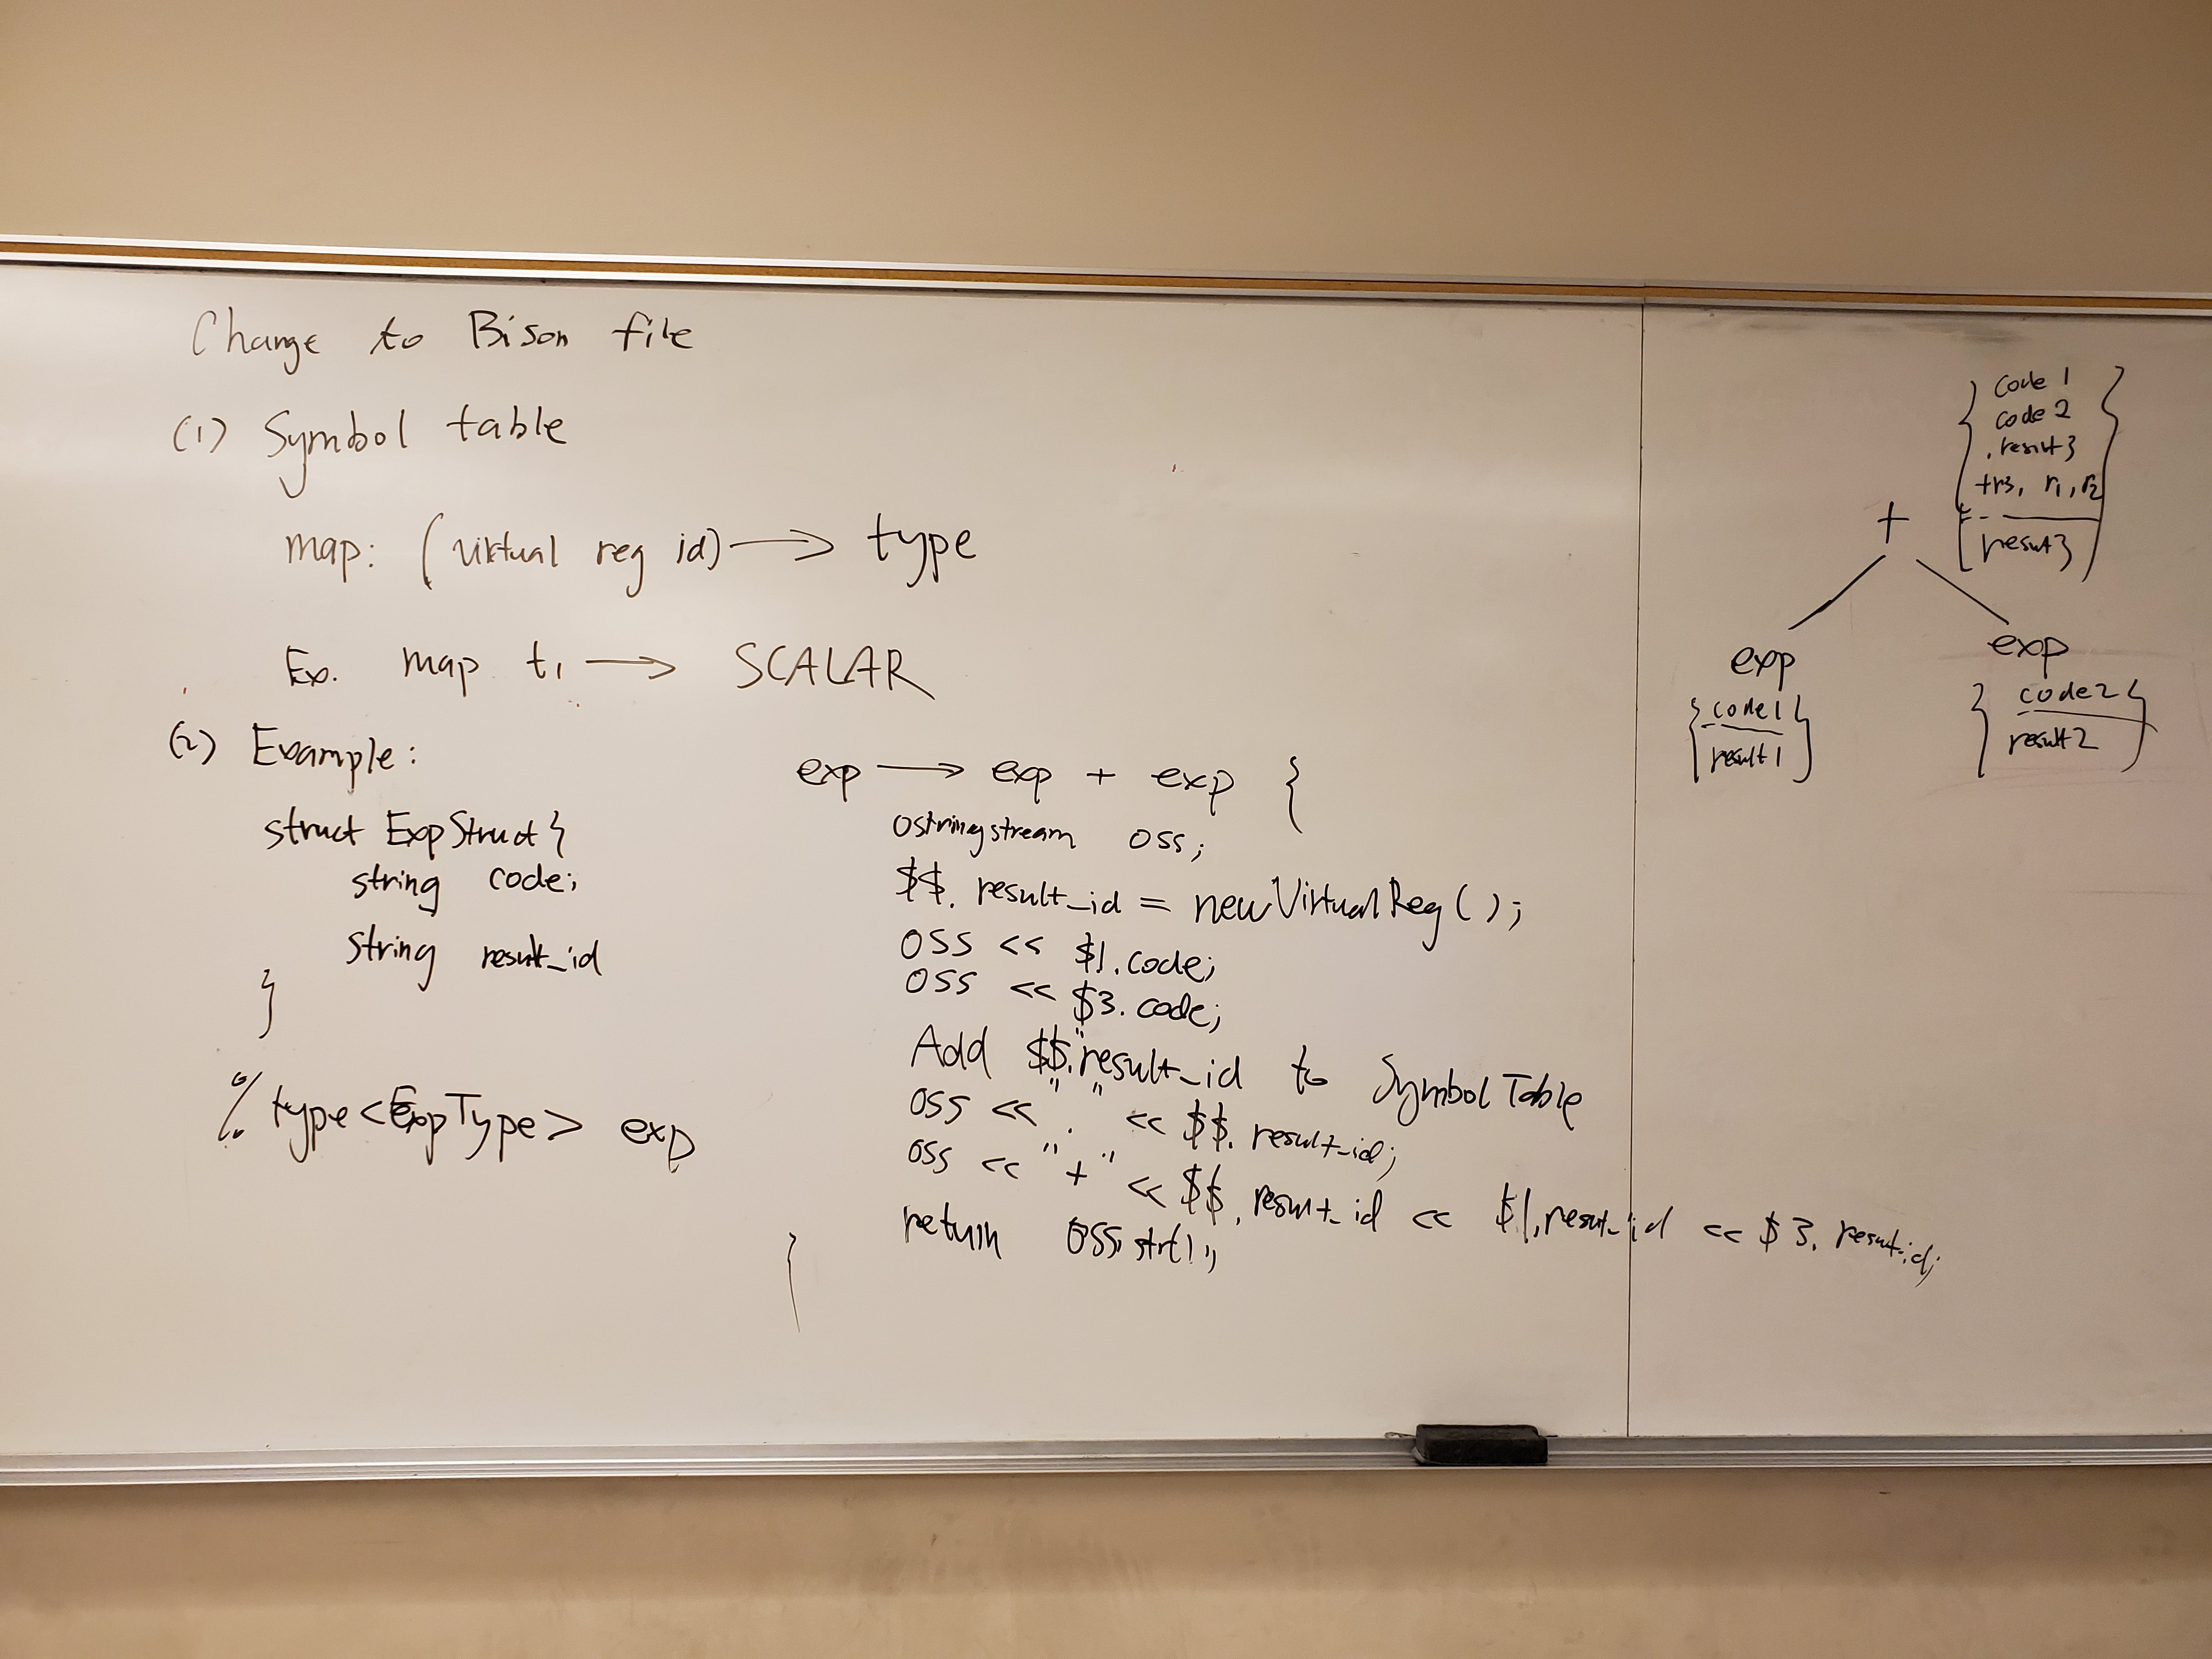 Change to Bison file
(1) Symbol table
map: (virtual reg id) → type
Ex. map t1 → SCALAR
(2) Example:
struct ExpStruct {
string code;
string result_id
}
% type <ExpType> exp
exp → exp + exp {
ostringstream oss;
$$. result_id = newVirtualReg();
oss << $1.code;
oss << $3.code;
Add $$.result_id to SymbolTable
oss << "." << $$.result_id;
oss << "+" << $$.result_id << $1.result_id << $3.result_id;
return oss.str();
}
{ code 1 }
code 2
. result3
+ r3, r1, r2
result3
+
exp exp
{ code1 } { code2 }
result1 result2